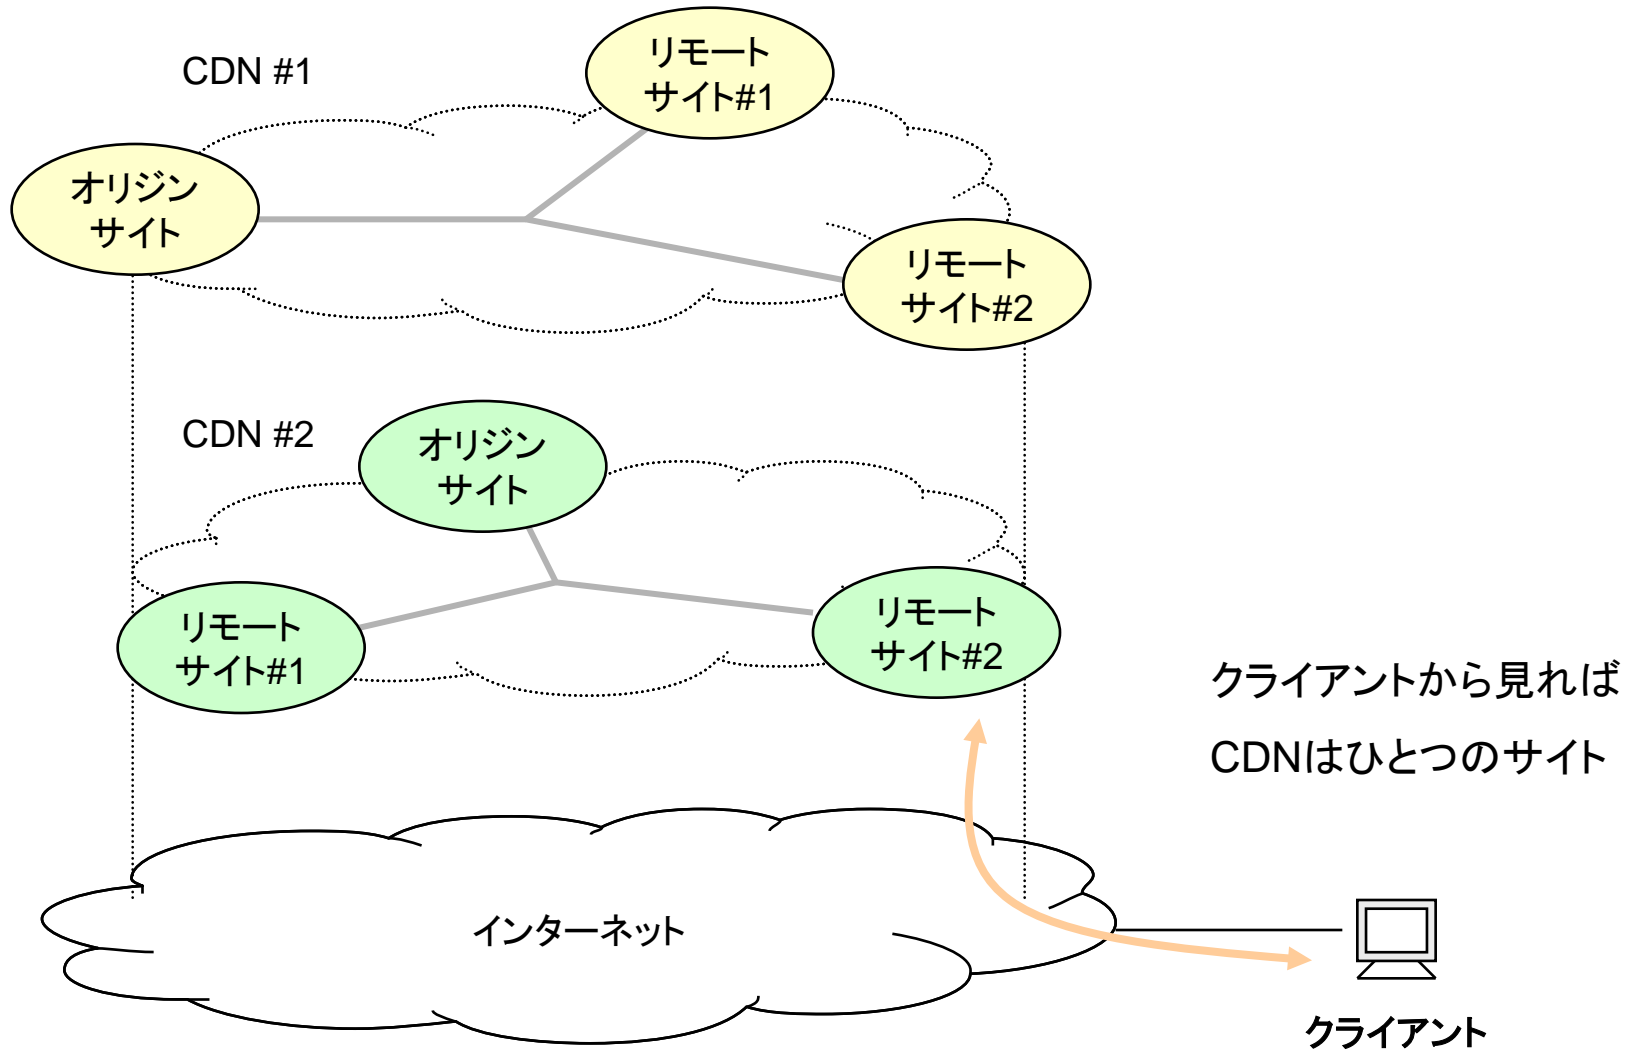 CDN #1
リモート
サイト#1
オリジン
サイト
リモート
サイト#2
CDN #2
オリジン
サイト
リモート
サイト#1
リモート
サイト#2
クライアントから見れば
CDNはひとつのサイト
インターネット
クライアント